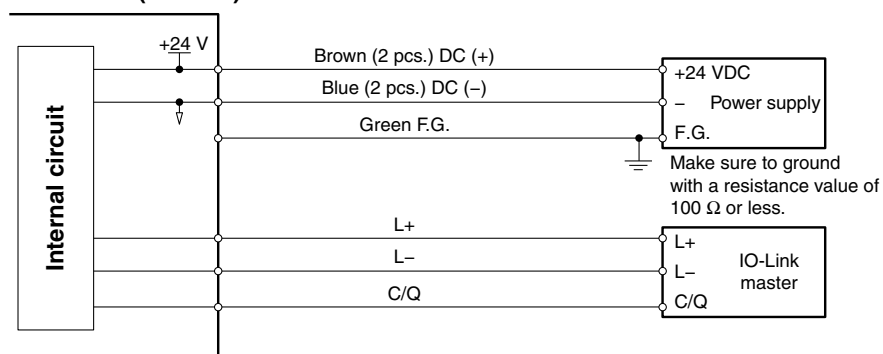 +24 V
Internal circuit
Brown (2 pcs.) DC (+)
Blue (2 pcs.) DC (−)
Green F.G.
+24 VDC
− Power supply
F.G.
Make sure to ground
with a resistance value of
100 Ω or less.
L+
L−
C/Q
L+
L−
C/Q
IO-Link
master